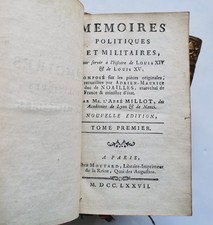 MEMOIRES
POLITIQUES
ET MILITAIRES,
pour servir à l'histoire de LOUIS XIV
& de LOUIS XV.
COMPOSÉS sur les pieces originales;
recueillies par ADRIEN-MAURICE
duc de NOAILLES, maréchal de
France & ministre d'état.
PAR MR. L'ABBÉ MILLOT, des
Académies de Lyon & de Nanci.
NOUVELLE EDITION,
TOME PREMIER.
A PARIS,
Chez MOUTARD, Libraire-Imprimeur
de la Reine, Quai des Augustins.
M. DCC. LXXVII.